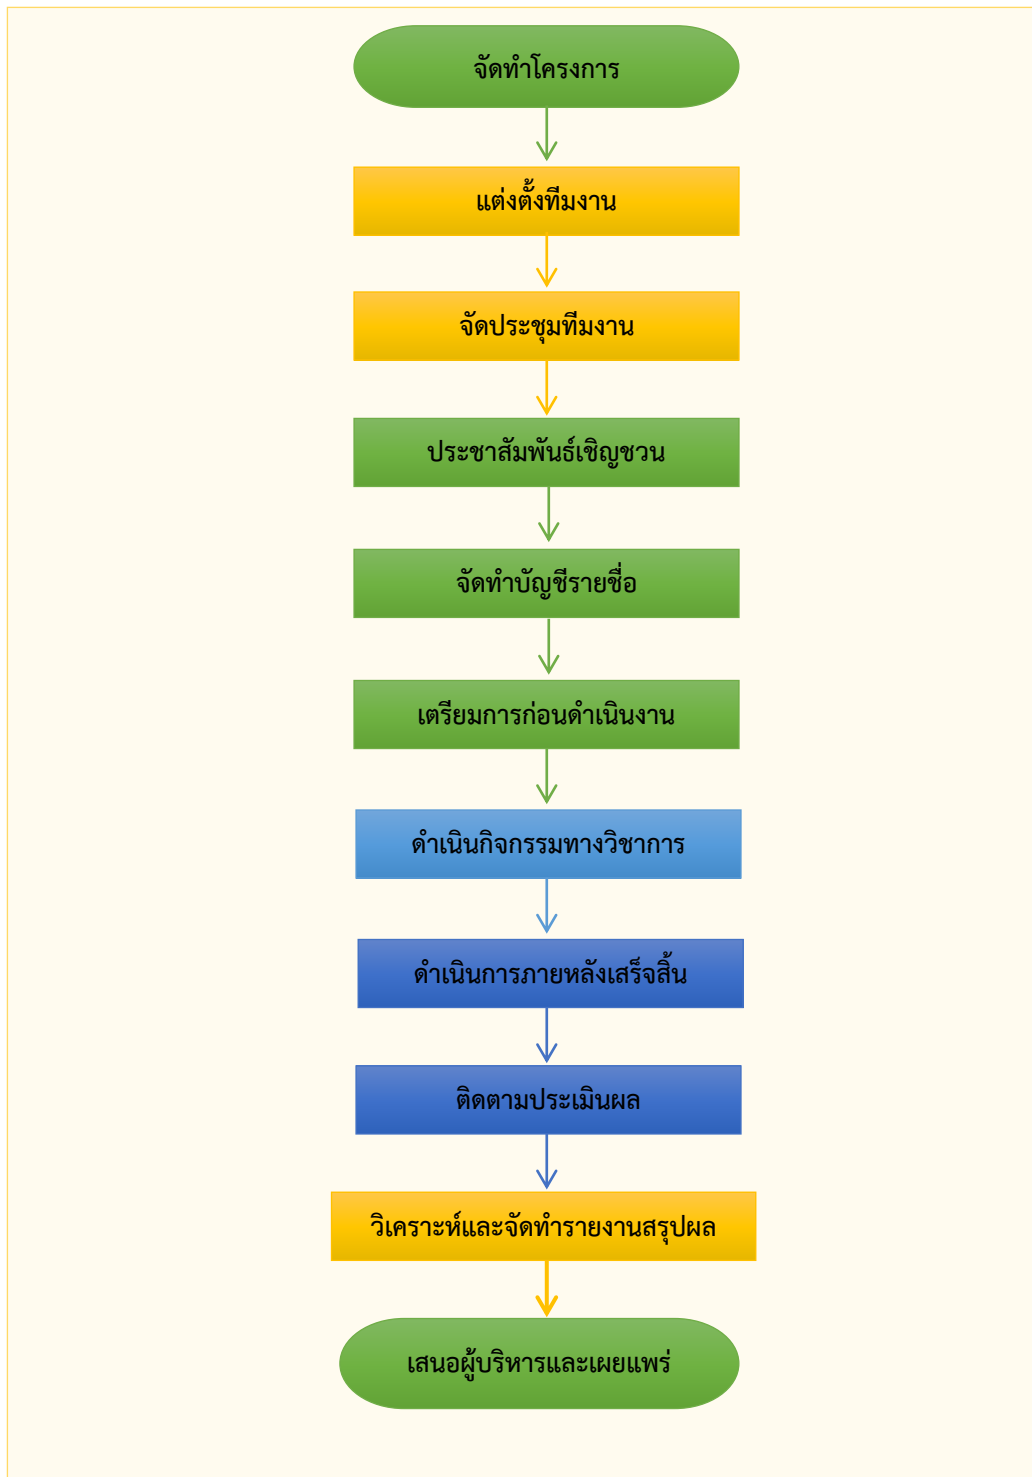 จัดทำโครงการ
แต่งตั้งทีมงาน
จัดประชุมทีมงาน
ประชาสัมพันธ์เชิญชวน
จัดทำบัญชีรายชื่อ
เตรียมการก่อนดำเนินงาน
ดำเนินกิจกรรมทางวิชาการ
ดำเนินการภายหลังเสร็จสิ้น
ติดตามประเมินผล
วิเคราะห์และจัดทำรายงานสรุปผล
เสนอผู้บริหารและเผยแพร่